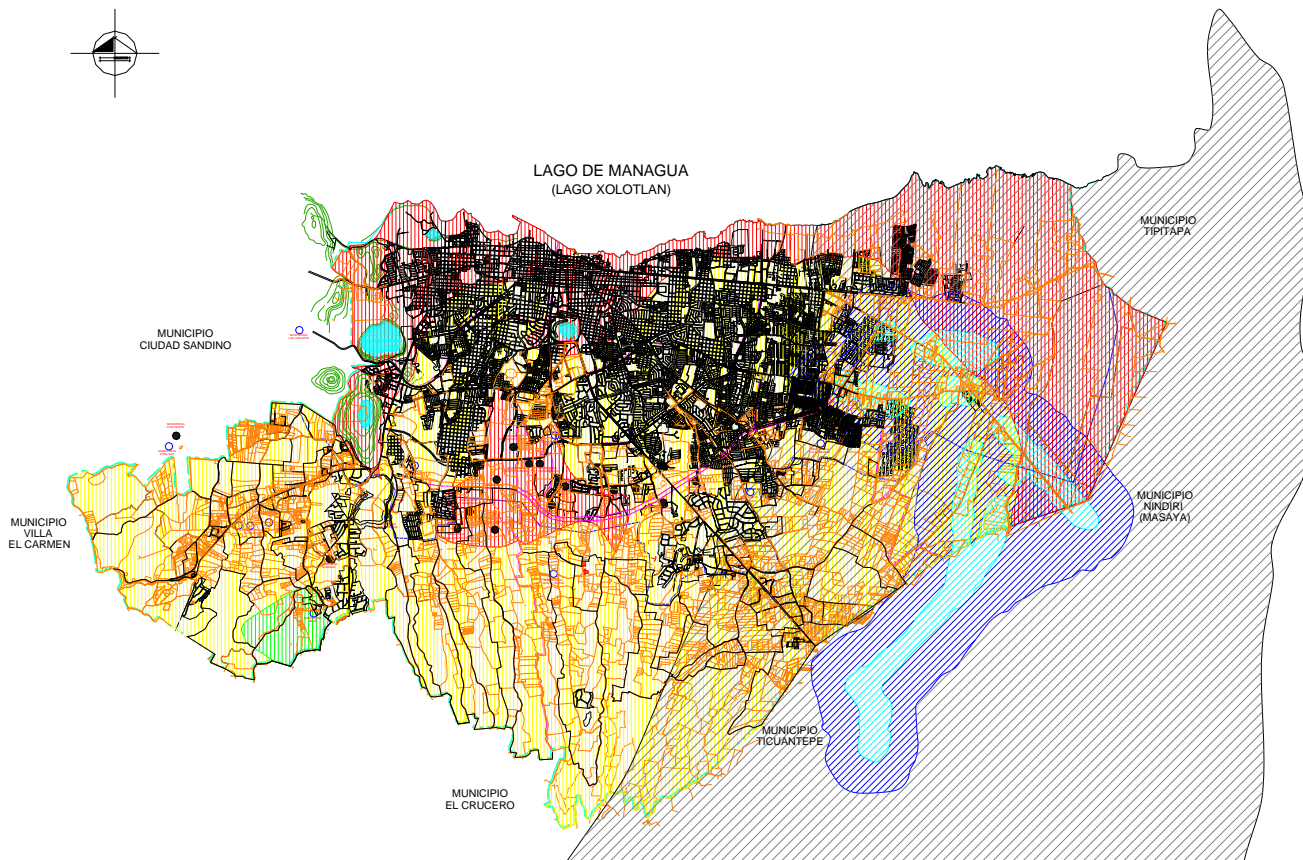 LAGO DE MANAGUA
(LAGO XOLOTLAN)
MUNICIPIO
TIPITAPA
MUNICIPIO
CIUDAD SANDINO
MUNICIPIO
NINDIRI
(MASAYA)
MUNICIPIO
VILLA
EL CARMEN
MUNICIPIO
TICUANTEPE
MUNICIPIO
EL CRUCERO